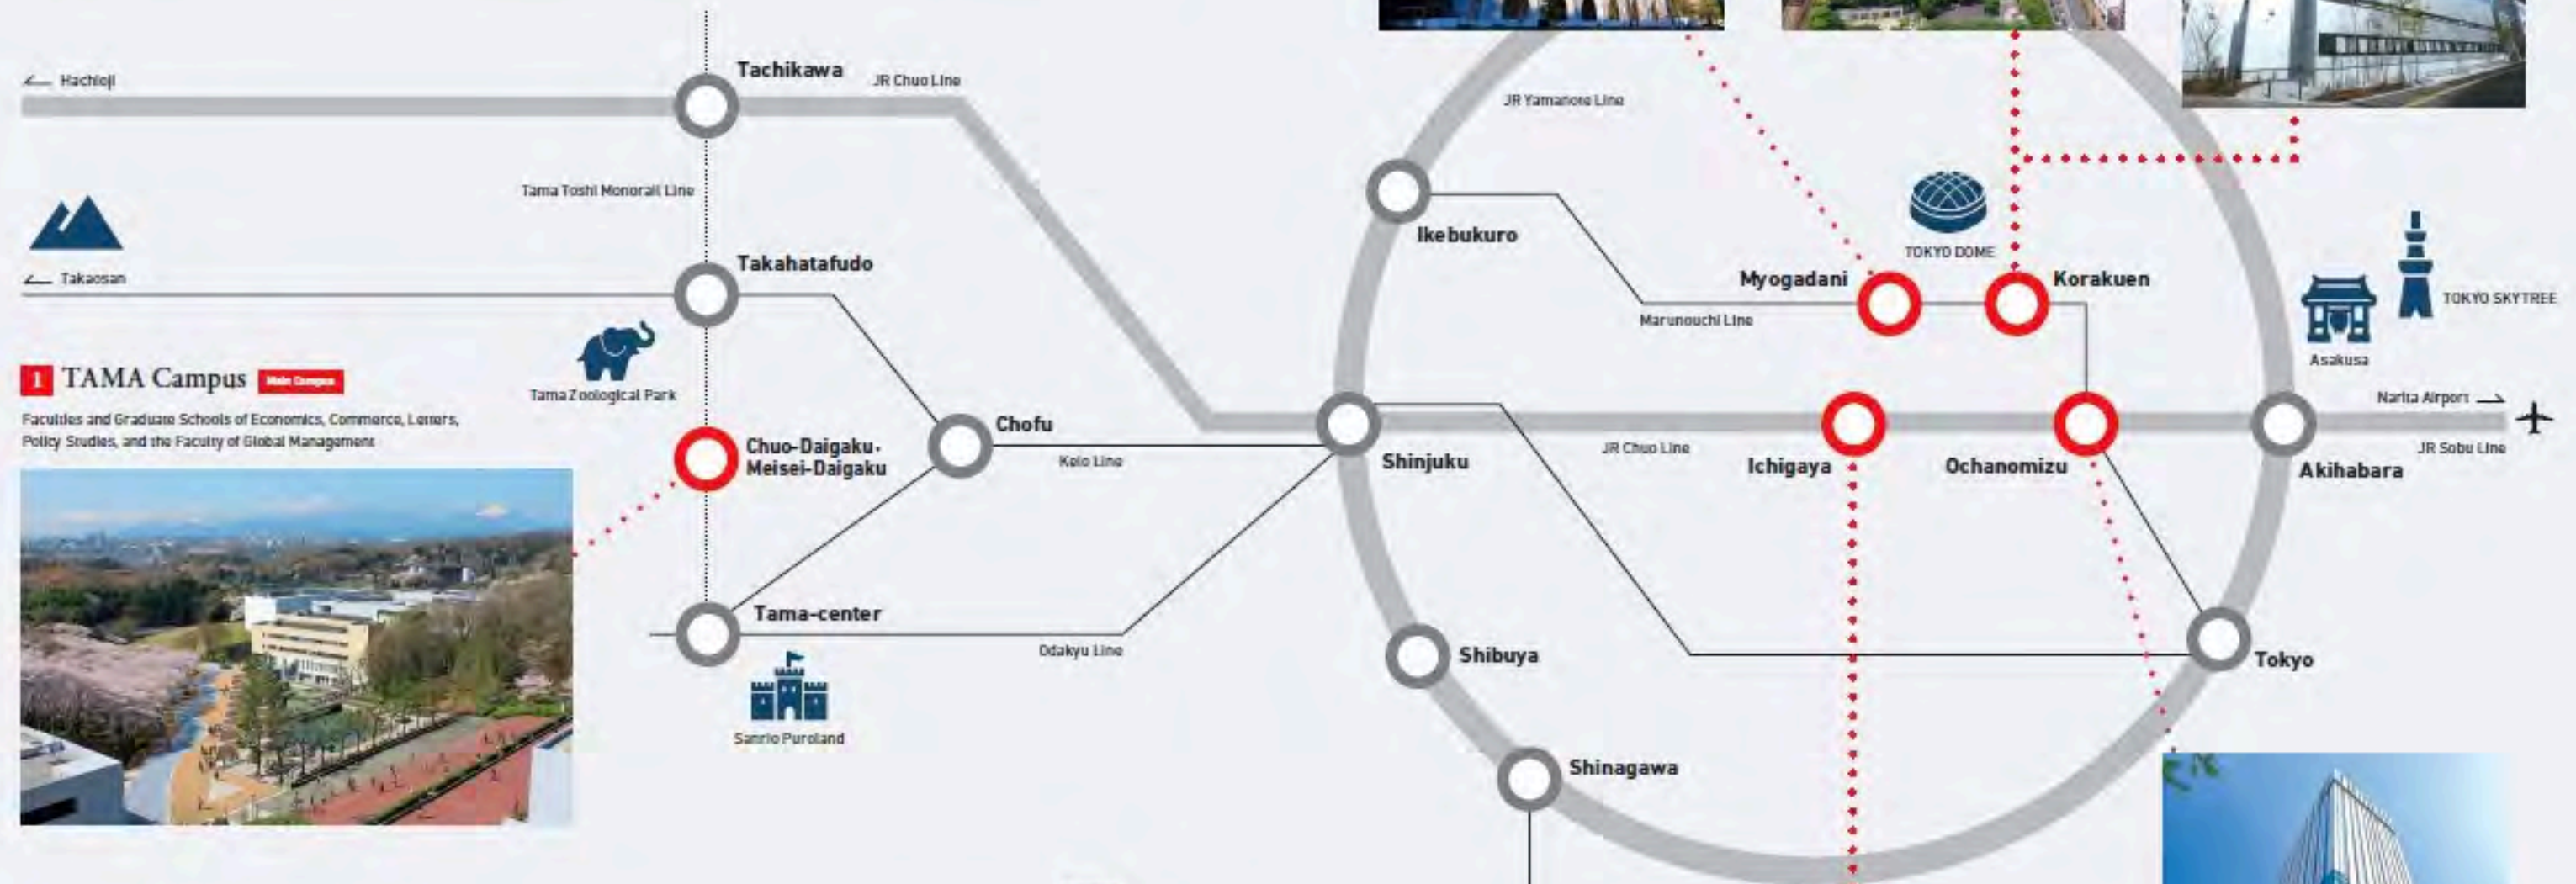 Hachioji
Tachikawa
JR Chuo Line
JR Yamanote Line
Tama Toshi Monorail Line
Ikebukuro
TOKYO DOME
Takahatafudo
Takaosan
Myogadani
Korakuen
Marunouchi Line
TOKYO SKYTREE
Asakusa
1 TAMA Campus Main Campus
Tama Zoological Park
Faculties and Graduate Schools of Economics, Commerce, Letters,
Policy Studies, and the Faculty of Global Management
Narita Airport
Chofu
Chuo-Daigaku·
Meisei-Daigaku
Keio Line
Shinjuku
JR Chuo Line
Ichigaya
Ochanomizu
JR Sobu Line
Akihabara
Tama-center
Odakyu Line
Shibuya
Tokyo
Sanrio Puroland
Shinagawa